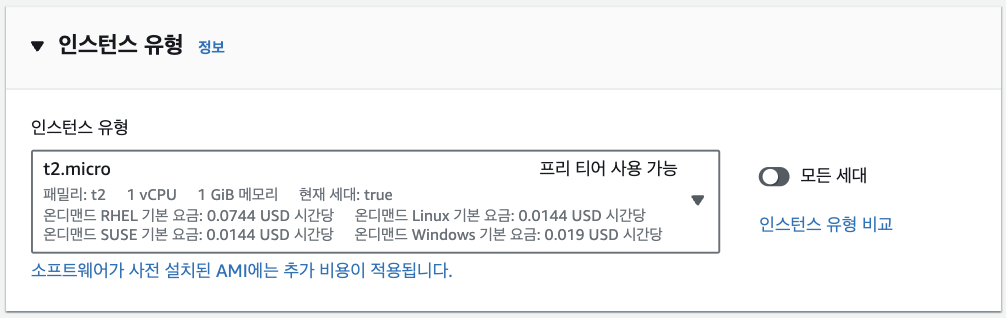 인스턴스 유형 정보
인스턴스 유형
t2.micro 프리 티어 사용 가능
패밀리: t2 1 vCPU 1 GiB 메모리 현재 세대: true
온디맨드 RHEL 기본 요금: 0.0744 USD 시간당 온디맨드 Linux 기본 요금: 0.0144 USD 시간당
온디맨드 SUSE 기본 요금: 0.0144 USD 시간당 온디맨드 Windows 기본 요금: 0.019 USD 시간당
모든 세대
인스턴스 유형 비교
소프트웨어가 사전 설치된 AMI에는 추가 비용이 적용됩니다.